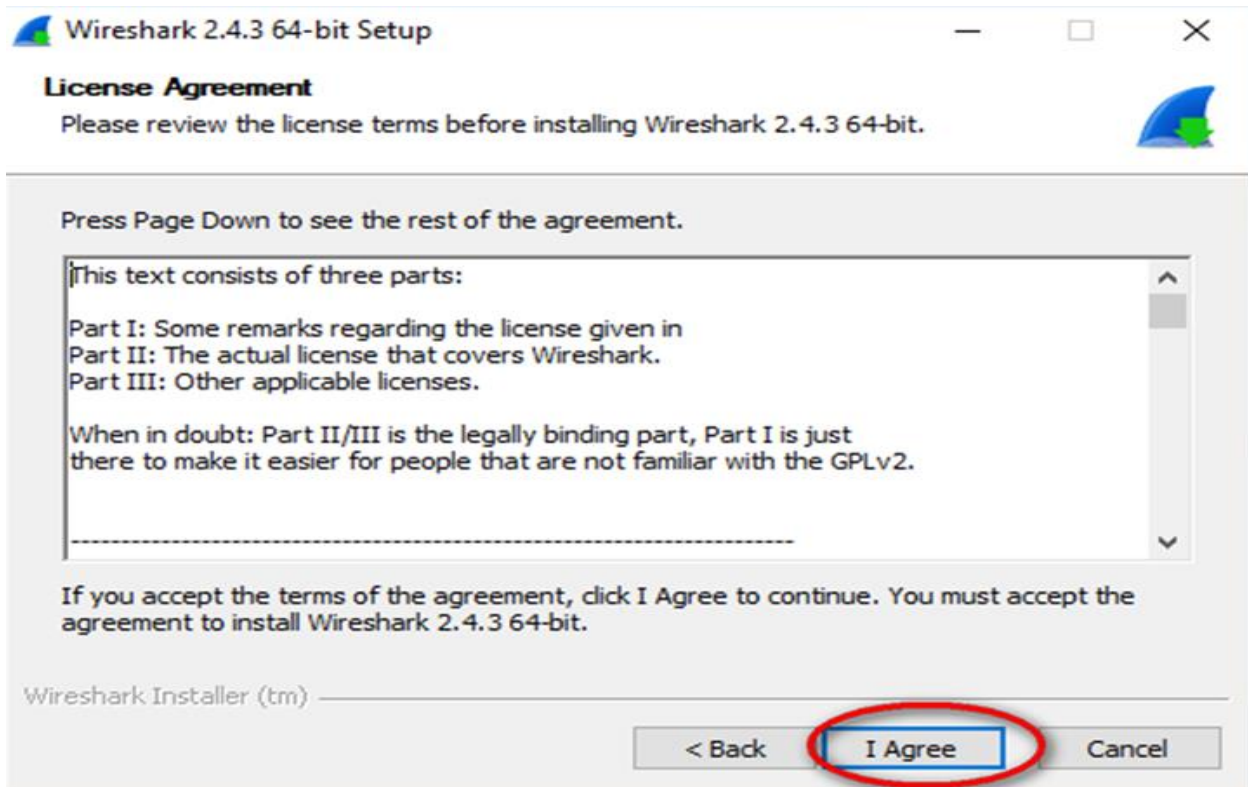 Wireshark 2.4.3 64-bit Setup
License Agreement
Please review the license terms before installing Wireshark 2.4.3 64-bit.
Press Page Down to see the rest of the agreement.
This text consists of three parts:
Part I: Some remarks regarding the license given in
Part II: The actual license that covers Wireshark.
Part III: Other applicable licenses.
When in doubt: Part II/III is the legally binding part, Part I is just
there to make it easier for people that are not familiar with the GPLv2.
-------------------------------------------------------------------------
If you accept the terms of the agreement, click I Agree to continue. You must accept the
agreement to install Wireshark 2.4.3 64-bit.
Wireshark Installer (tm)
< Back I Agree Cancel